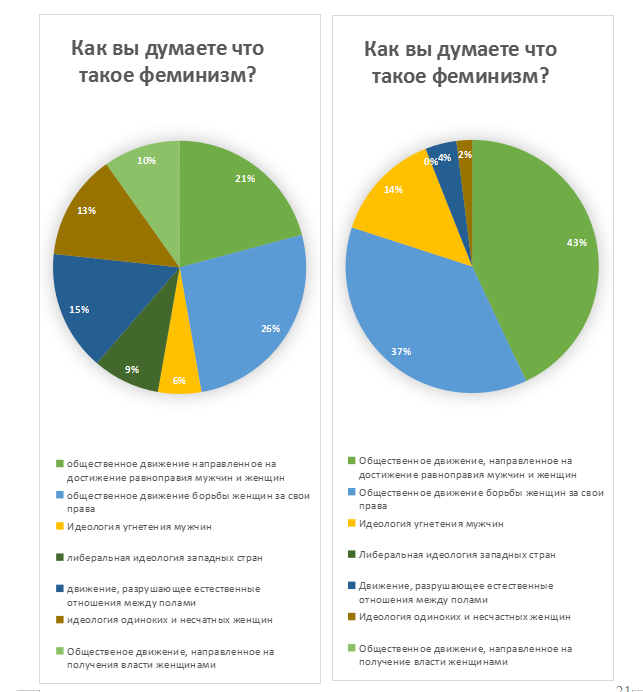 Как вы думаете что
такое феминизм?
10%
21%
13%
15%
26%
9%
6%
общественное движение направленное на
достижение равноправия мужчин и женщин
общественное движение борьбы женщин за свои
права
Идеология угнетения мужчин
либеральная идеология западных стран
движение, разрушающее естественные
отношения между полами
идеология одиноких и несчатных женщин
Общественое движение, направленное на
получения власти женщинами
Как вы думаете что
такое феминизм?
0%
4%
2%
14%
43%
37%
Общественное движение, направленное на
достижение равноправия мужчин и женщин
Общественное движение борьбы женщин за свои
права
Идеология угнетения мужчин
Либеральная идеология западных стран
Движение, разрушающее естественные
отношения между полами
Идеология одиноких и несчастных женщин
Общественное движение, направленное на
получение власти женщинами
21